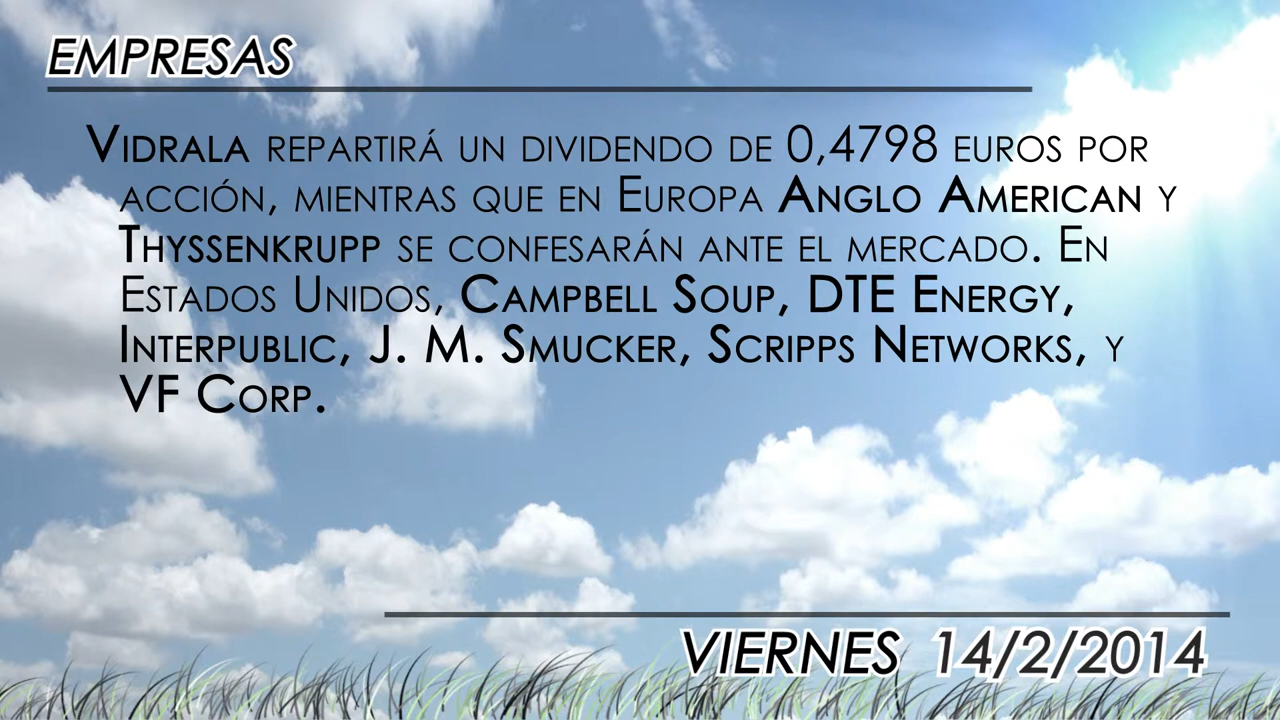 EMPRESAS
Vidrala repartirá un dividendo de 0,4798 euros por
acción, mientras que en Europa Anglo American y
Thyssenkrupp se confesarán ante el mercado. En
Estados Unidos, Campbell Soup, DTE Energy,
Interpublic, J. M. Smucker, Scripps Networks, y
VF Corp.
VIERNES 14/2/2014